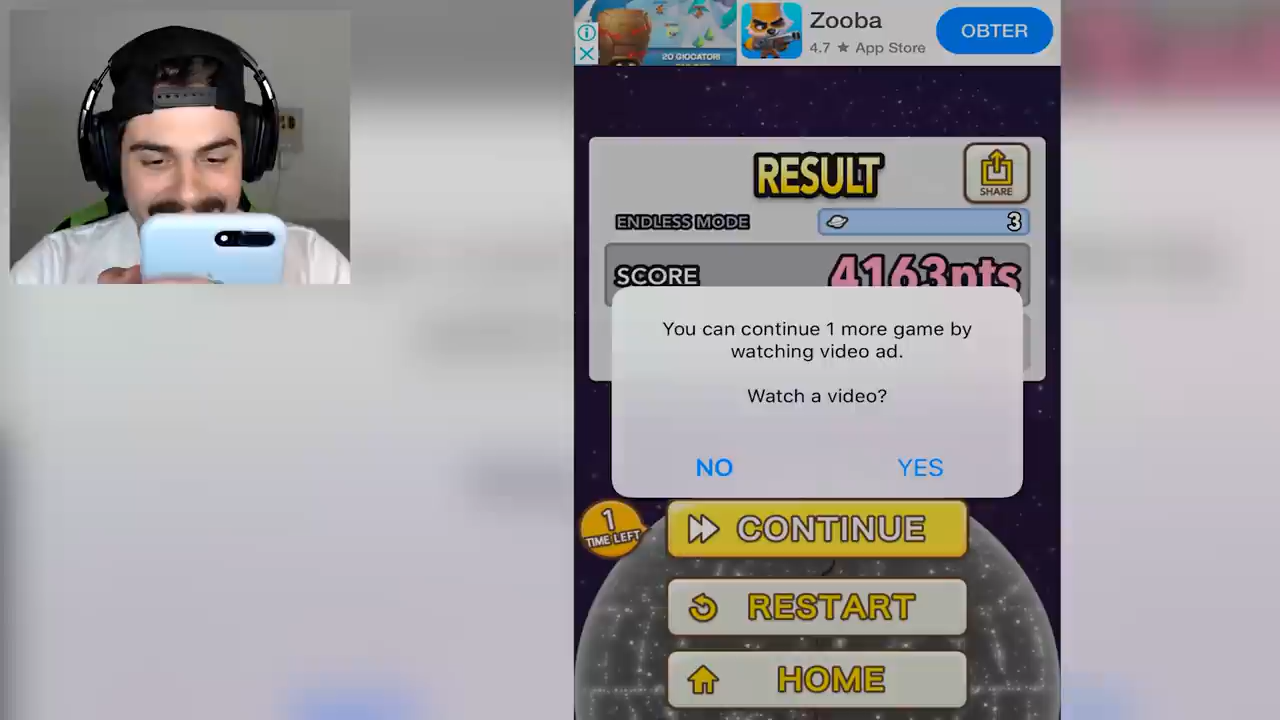 20 GIOCATORI
Zooba
4.7 ★ App Store
OBTER
RESULT
SHARE
ENDLESS MODE
3
SCORE
4163pts
You can continue 1 more game by
watching video ad.
Watch a video?
NO
YES
1
TIME LEFT
CONTINUE
RESTART
HOME